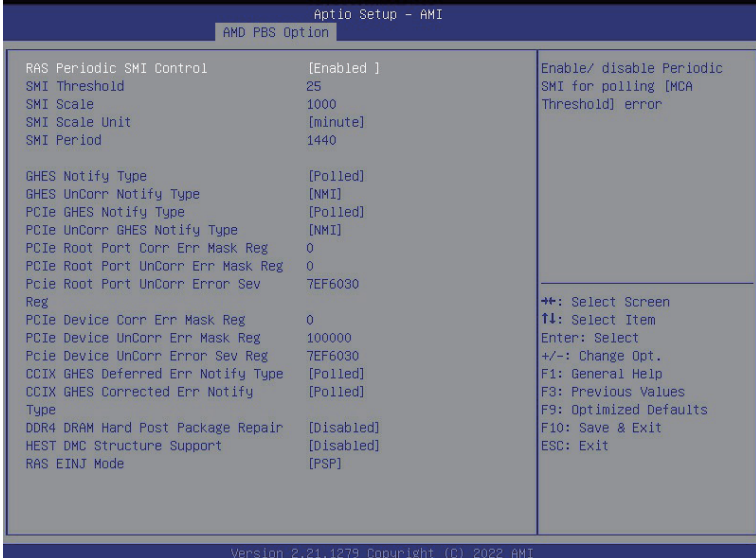 Aptio Setup – AMI
AMD PBS Option
RAS Periodic SMI Control [Enabled ]
SMI Threshold 25
SMI Scale 1000
SMI Scale Unit [minute]
SMI Period 1440
GHES Notify Type [Polled]
GHES UnCorr Notify Type [NMI]
PCIe GHES Notify Type [Polled]
PCIe UnCorr GHES Notify Type [NMI]
PCIe Root Port Corr Err Mask Reg 0
PCIe Root Port UnCorr Err Mask Reg 0
Pcie Root Port UnCorr Error Sev 7EF6030
Reg
PCIe Device Corr Err Mask Reg 0
PCIe Device UnCorr Err Mask Reg 100000
Pcie Device UnCorr Error Sev Reg 7EF6030
CCIX GHES Deferred Err Notify Type [Polled]
CCIX GHES Corrected Err Notify [Polled]
Type
DDR4 DRAM Hard Post Package Repair [Disabled]
HEST DMC Structure Support [Disabled]
RAS EINJ Mode [PSP]
Enable/ disable Periodic
SMI for polling [MCA
Threshold] error
→←: Select Screen
↑↓: Select Item
Enter: Select
+/-: Change Opt.
F1: General Help
F3: Previous Values
F9: Optimized Defaults
F10: Save & Exit
ESC: Exit
Version 2.21.1279 Copyright (C) 2022 AMI